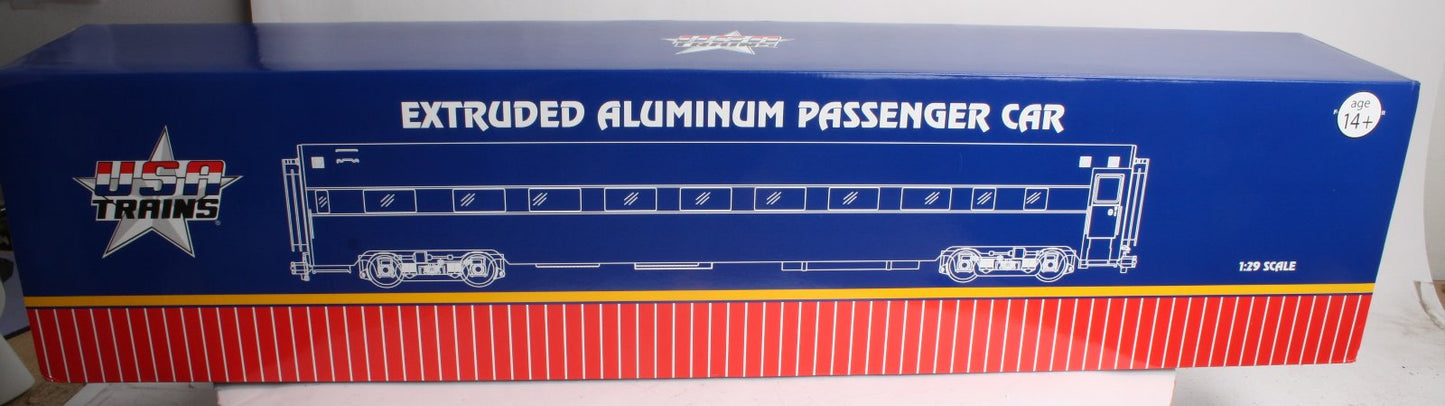 USA
TRAINS
EXTRUDED ALUMINUM PASSENGER CAR
age
14+
USA
TRAINS
1:29 SCALE